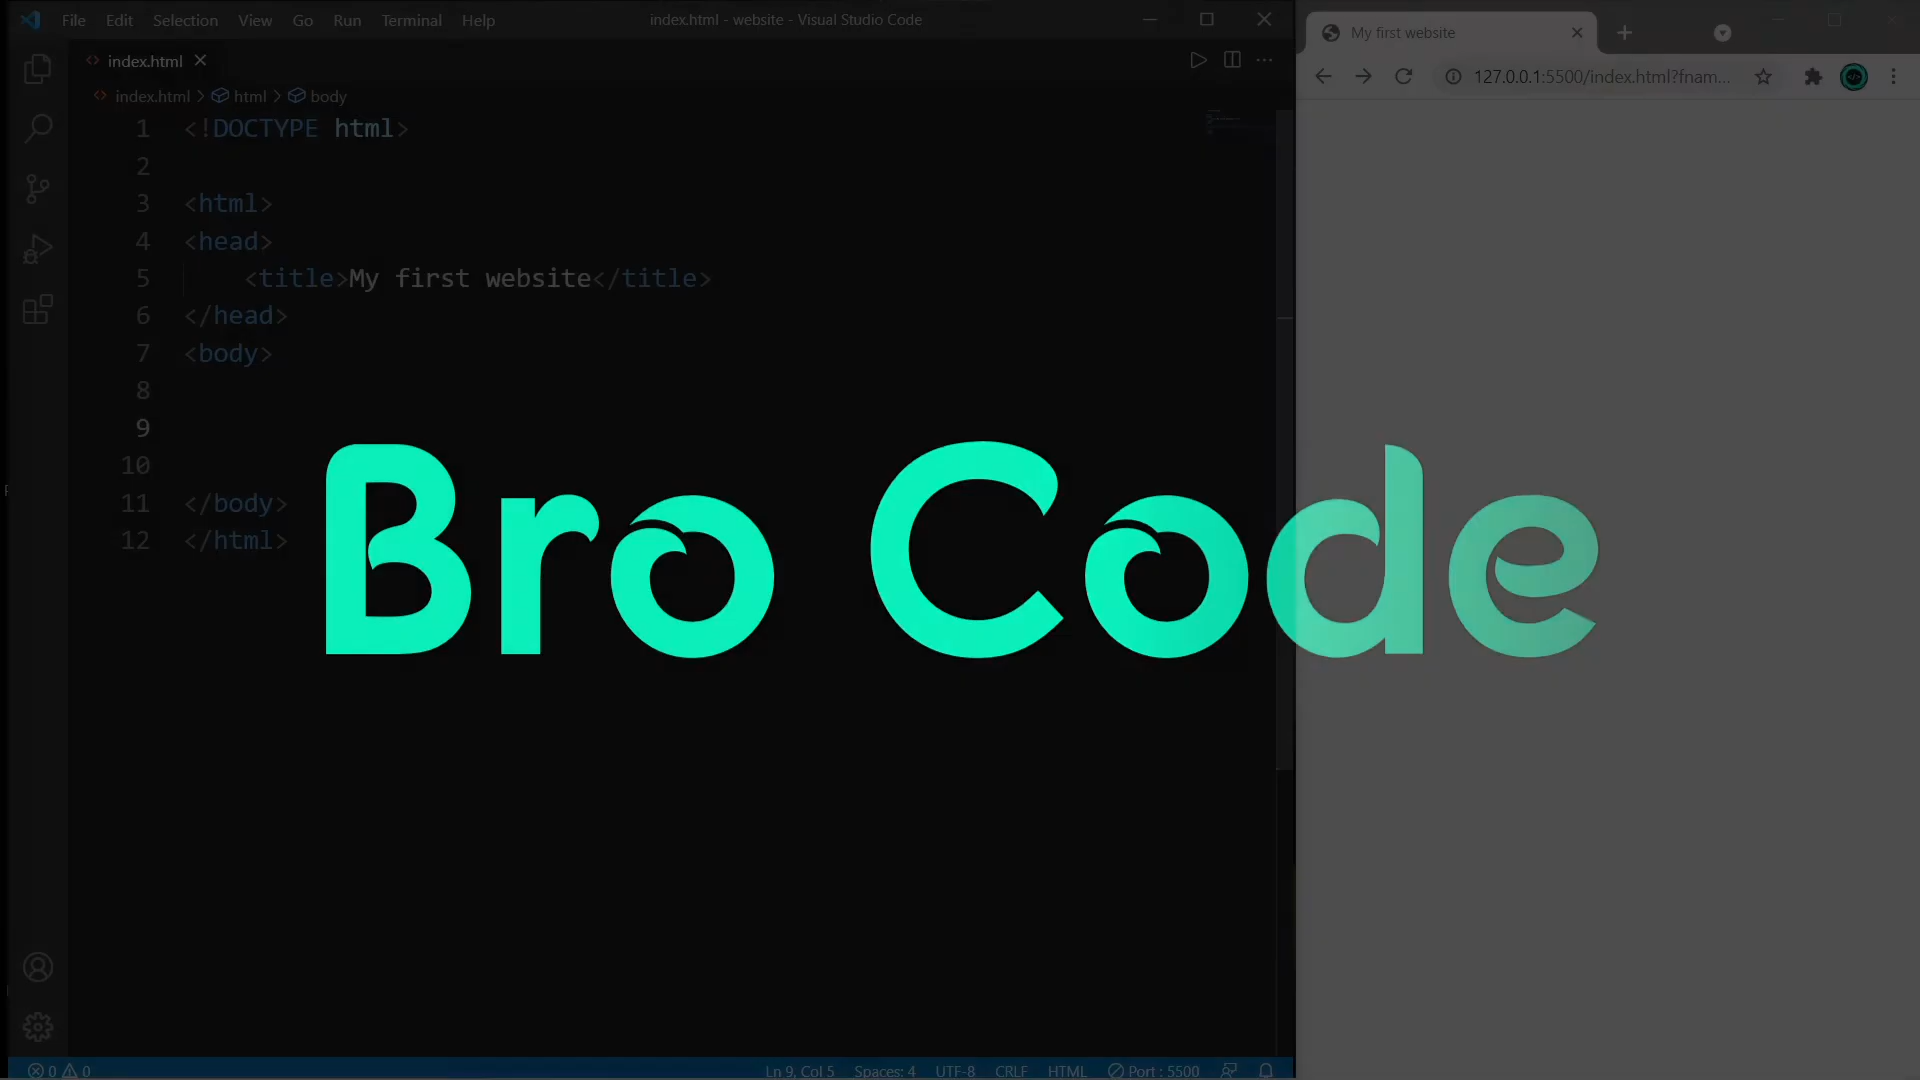 File Edit Selection View Go Run Terminal Help index.html - website - Visual Studio Code
My first website
index.html
127.0.0.1:5500/index.html?fnam...
index.html > html > body
1 <!DOCTYPE html>
2
3 <html>
4 <head>
5 <title>My first website</title>
6 </head>
7 <body>
8
9
10
11 </body>
12 </html>
Bro Code
0 0 Ln 9, Col 5 Spaces: 4 UTF-8 CRLF HTML Port : 5500